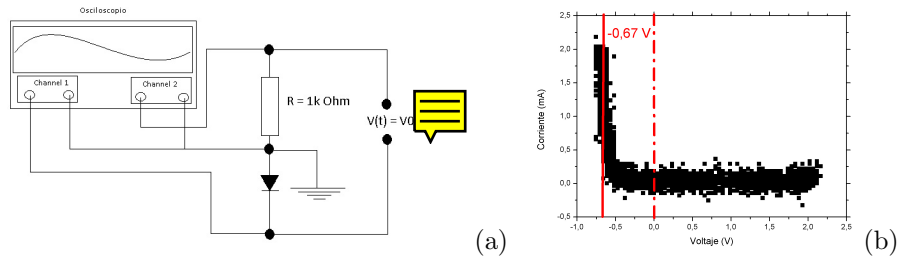 Osciloscopio
Channel 1
Channel 2
R = 1k Ohm
V(t) = V0
(a)
-0,67 V
Corriente (mA)
2,5
2,0
1,5
1,0
0,5
0,0
-0,5
-1,0
-0,5
0,0
0,5
1,0
1,5
2,0
2,5
Voltaje (V)
(b)